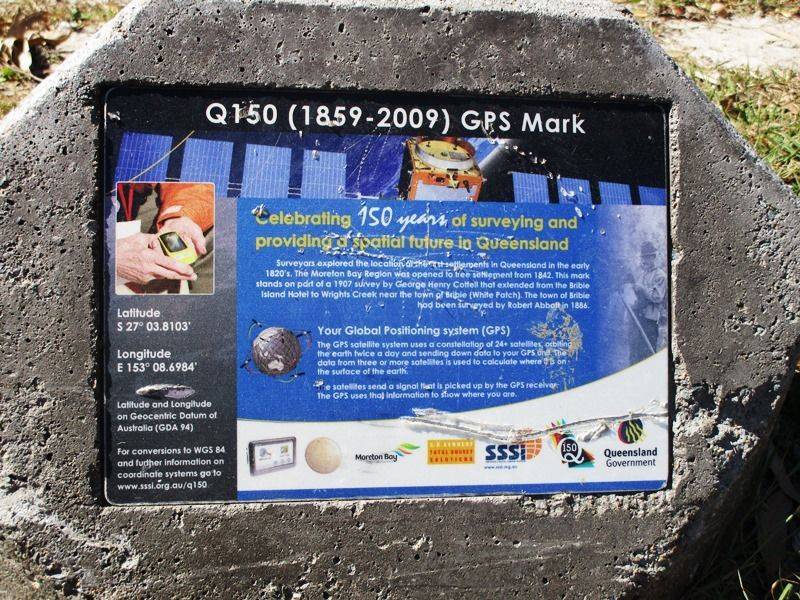 Q150 (1859-2009) GPS Mark
Celebrating 150 years of surveying and
providing a spatial future in Queensland
Surveyors explored the location of the first settlements in Queensland in the early
1820's. The Moreton Bay Region was opened to free settlement from 1842. This mark
stands on part of a 1907 survey by George Henry Cottell that extended from the Bribie
Island Hotel to Wrights Creek near the town of Bribie (White Patch). The town of Bribie
had been surveyed by Robert Abbott in 1886.
Latitude
S 27° 03.8103'
Longitude
E 153° 08.6984'
Latitude and Longitude
on Geocentric Datum of
Australia (GDA 94)
For conversions to WGS 84
and further information on
coordinate systems go to
www.sssi.org.au/q150
Your Global Positioning system (GPS)
The GPS satellite system uses a constellation of 24+ satellites, orbiting
the earth twice a day and sending down data to your GPS unit. The
data from three or more satellites is used to calculate where it is on
the surface of the earth.
The satellites send a signal that is picked up by the GPS receiver.
The GPS uses that information to show where you are.
Moreton Bay
TOTAL SURVEY
SOLUTIONS
SSSI
www.sssi.org.au
150
Q
Queensland
Government